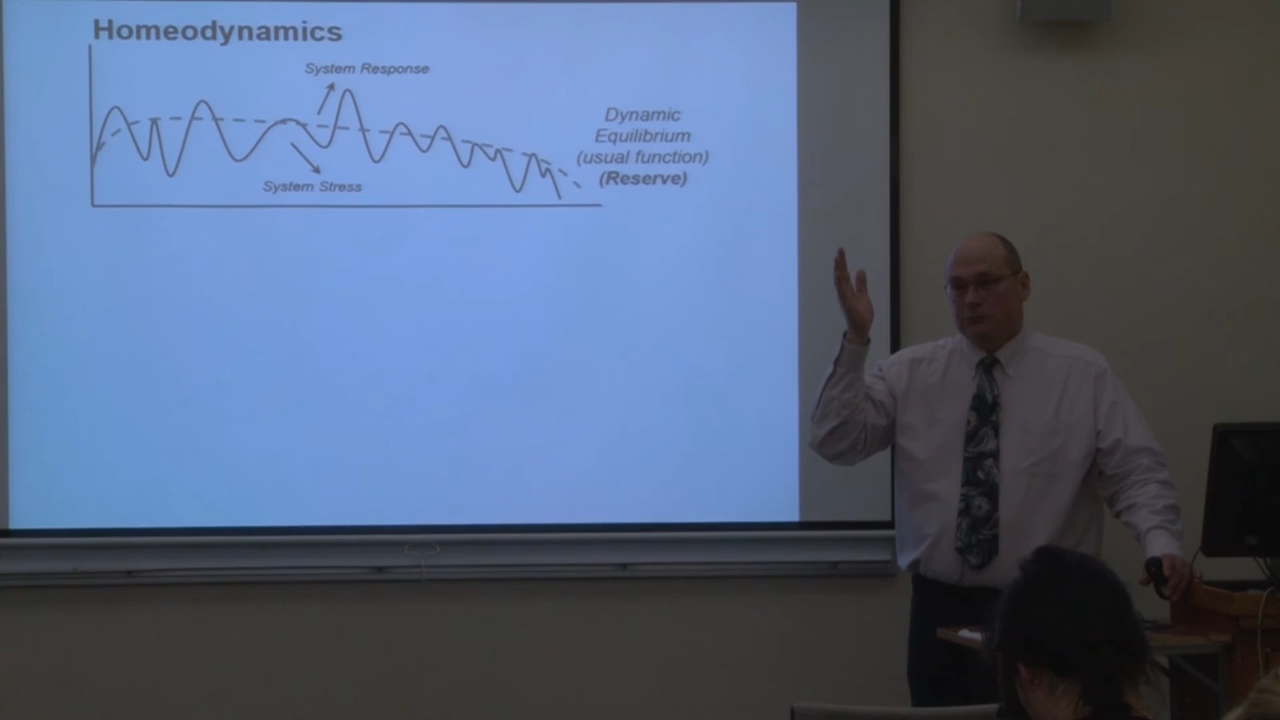 Homeodynamics
System Response
System Stress
Dynamic
Equilibrium
(usual function)
(Reserve)